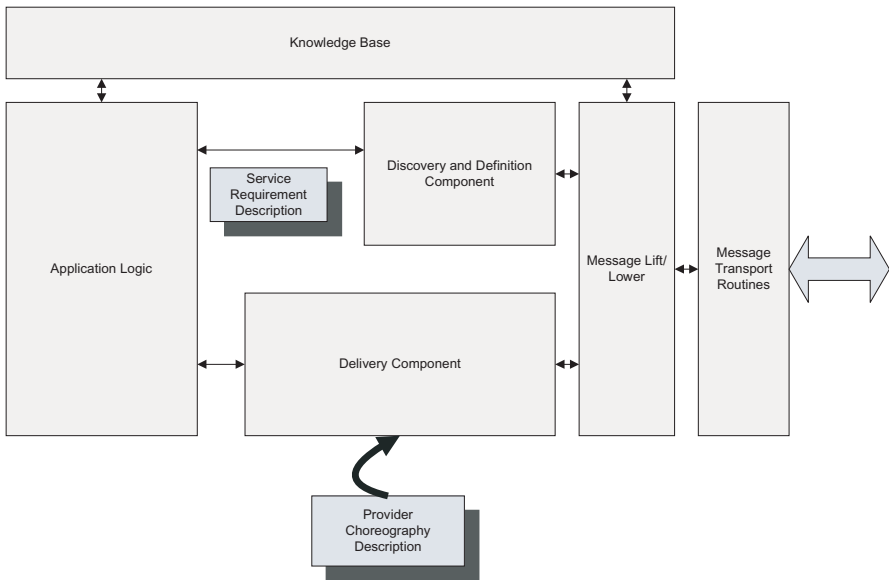 Knowledge Base
Discovery and Definition
Component
Service
Requirement
Description
Application Logic
Message Lift/
Lower
Message
Transport
Routines
Delivery Component
Provider
Choreography
Description